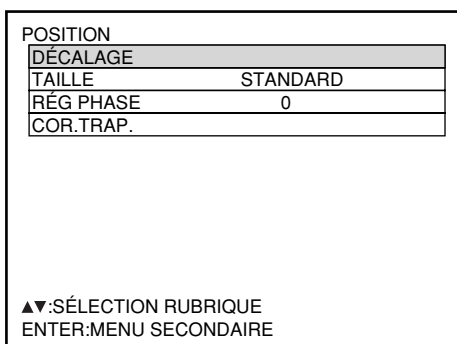 POSITION
DÉCALAGE
TAILLE STANDARD
RÉG PHASE 0
COR.TRAP.
▲▼:SÉLECTION RUBRIQUE
ENTER:MENU SECONDAIRE